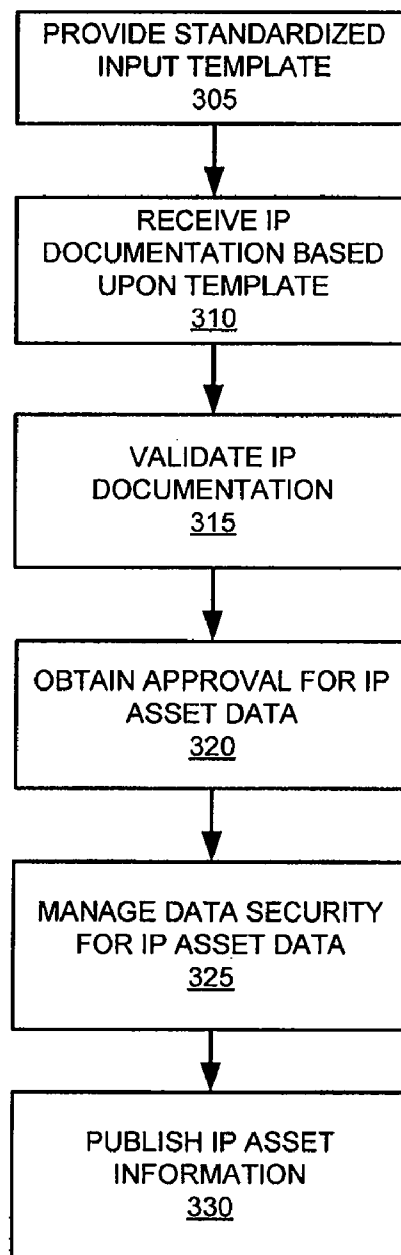 PROVIDE STANDARDIZED
INPUT TEMPLATE
305
RECEIVE IP
DOCUMENTATION BASED
UPON TEMPLATE
310
VALIDATE IP
DOCUMENTATION
315
OBTAIN APPROVAL FOR IP
ASSET DATA
320
MANAGE DATA SECURITY
FOR IP ASSET DATA
325
PUBLISH IP ASSET
INFORMATION
330